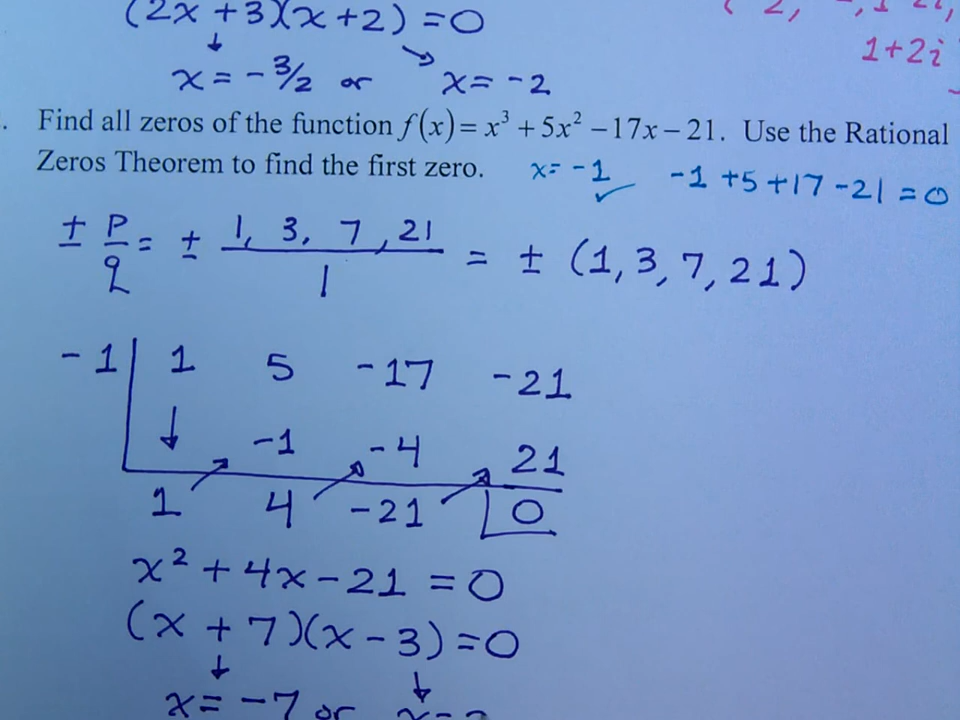 (2x + 3)(x + 2) = 0
x = -3/2 or x = -2
1+2i
Find all zeros of the function f(x) = x³ + 5x² − 17x − 21. Use the Rational
Zeros Theorem to find the first zero. x = -1 ✓ -1 + 5 + 17 - 21 = 0
± P/q = ± 1, 3, 7, 21 / 1 = ± (1, 3, 7, 21)
-1 | 1 5 -17 -21
↓ -1 -4 21
1 4 -21 0
x² + 4x - 21 = 0
(x + 7)(x - 3) = 0
x = -7 or